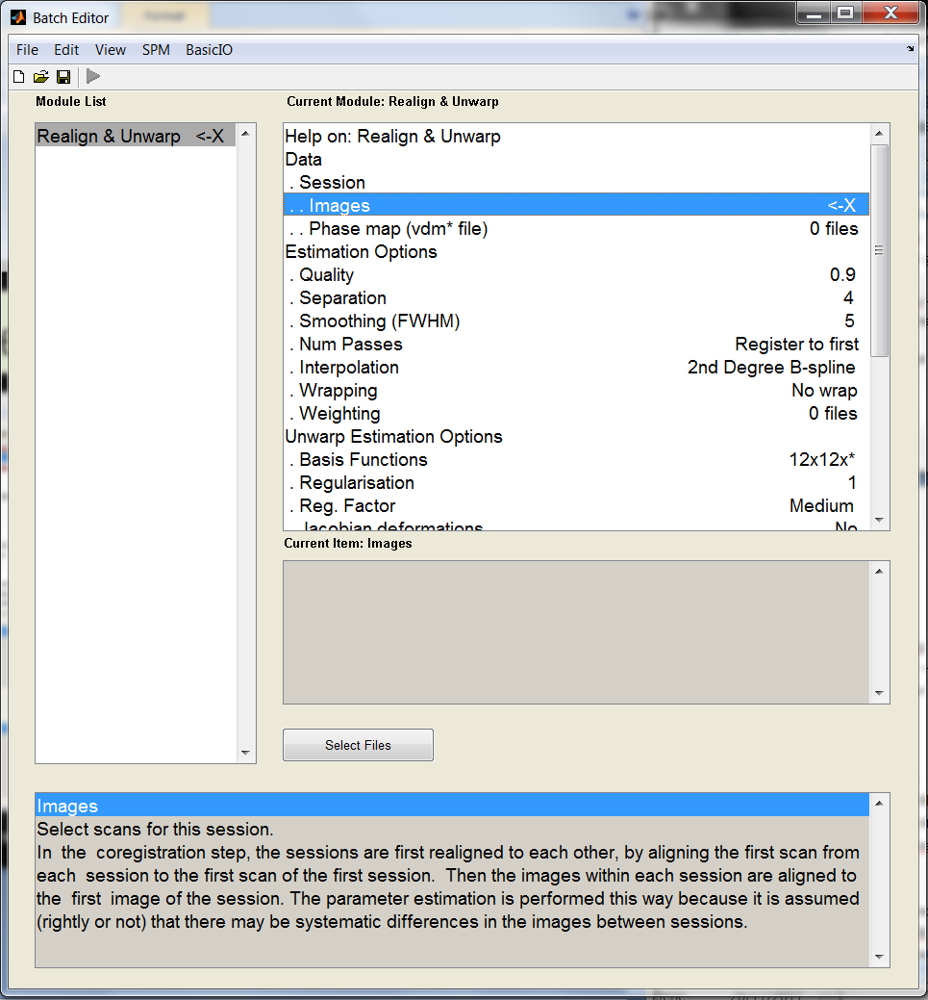 Batch Editor
File Edit View SPM BasicIO
Module List
Current Module: Realign & Unwarp
Realign & Unwarp <-X
Help on: Realign & Unwarp
Data
. Session
. . Images <-X
. . Phase map (vdm* file) 0 files
Estimation Options
. Quality 0.9
. Separation 4
. Smoothing (FWHM) 5
. Num Passes Register to first
. Interpolation 2nd Degree B-spline
. Wrapping No wrap
. Weighting 0 files
Unwarp Estimation Options
. Basis Functions 12x12x*
. Regularisation 1
. Reg. Factor Medium
. Jacobian deformations No
Current Item: Images
Select Files
Images
Select scans for this session.
In the coregistration step, the sessions are first realigned to each other, by aligning the first scan from
each session to the first scan of the first session. Then the images within each session are aligned to
the first image of the session. The parameter estimation is performed this way because it is assumed
(rightly or not) that there may be systematic differences in the images between sessions.